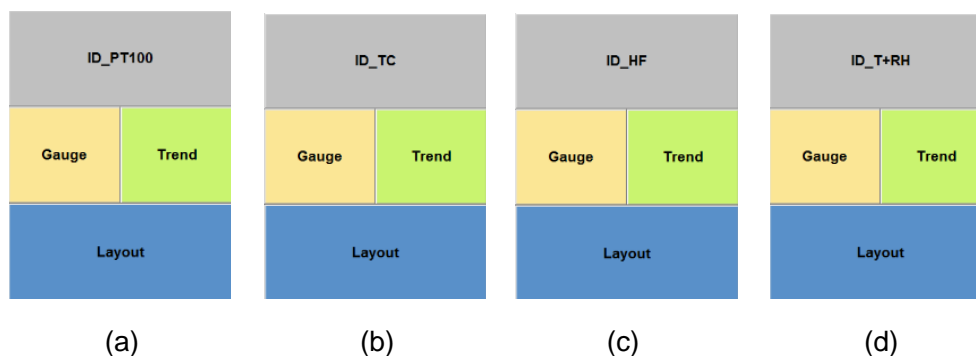 ID_PT100 ID_TC ID_HF ID_T+RH
Gauge Trend Gauge Trend Gauge Trend Gauge Trend
Layout Layout Layout Layout
(a) (b) (c) (d)